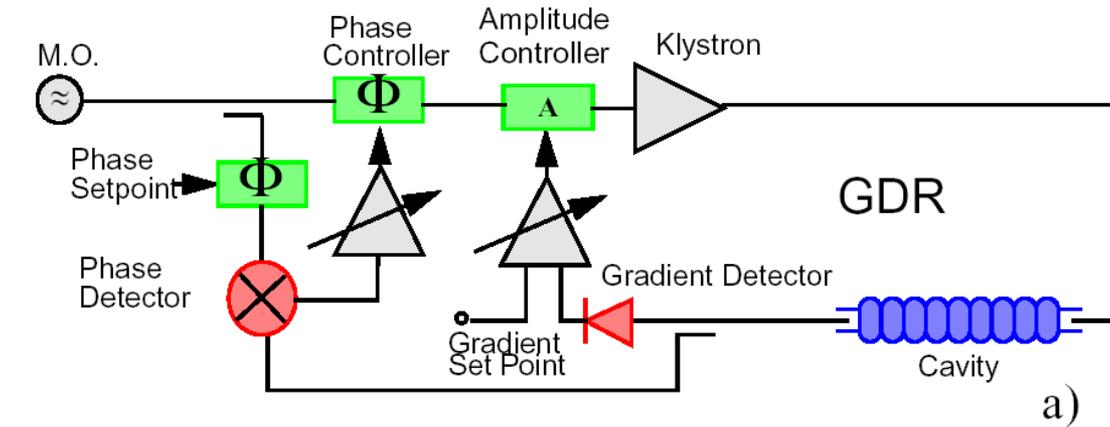 M.O.
≈
Phase
Controller
Φ
Amplitude
Controller
A
Klystron
Phase
Setpoint
Φ
GDR
Phase
Detector
Gradient Detector
Gradient
Set Point
Cavity
a)